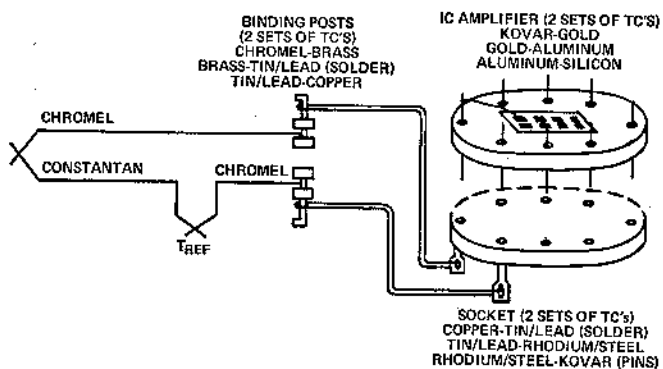 BINDING POSTS
(2 SETS OF TC'S)
CHROMEL-BRASS
BRASS-TIN/LEAD (SOLDER)
TIN/LEAD-COPPER
IC AMPLIFIER (2 SETS OF TC'S)
KOVAR-GOLD
GOLD-ALUMINUM
ALUMINUM-SILICON
CHROMEL
CONSTANTAN
CHROMEL
TREF
SOCKET (2 SETS OF TC's)
COPPER-TIN/LEAD (SOLDER)
TIN/LEAD-RHODIUM/STEEL
RHODIUM/STEEL-KOVAR (PINS)